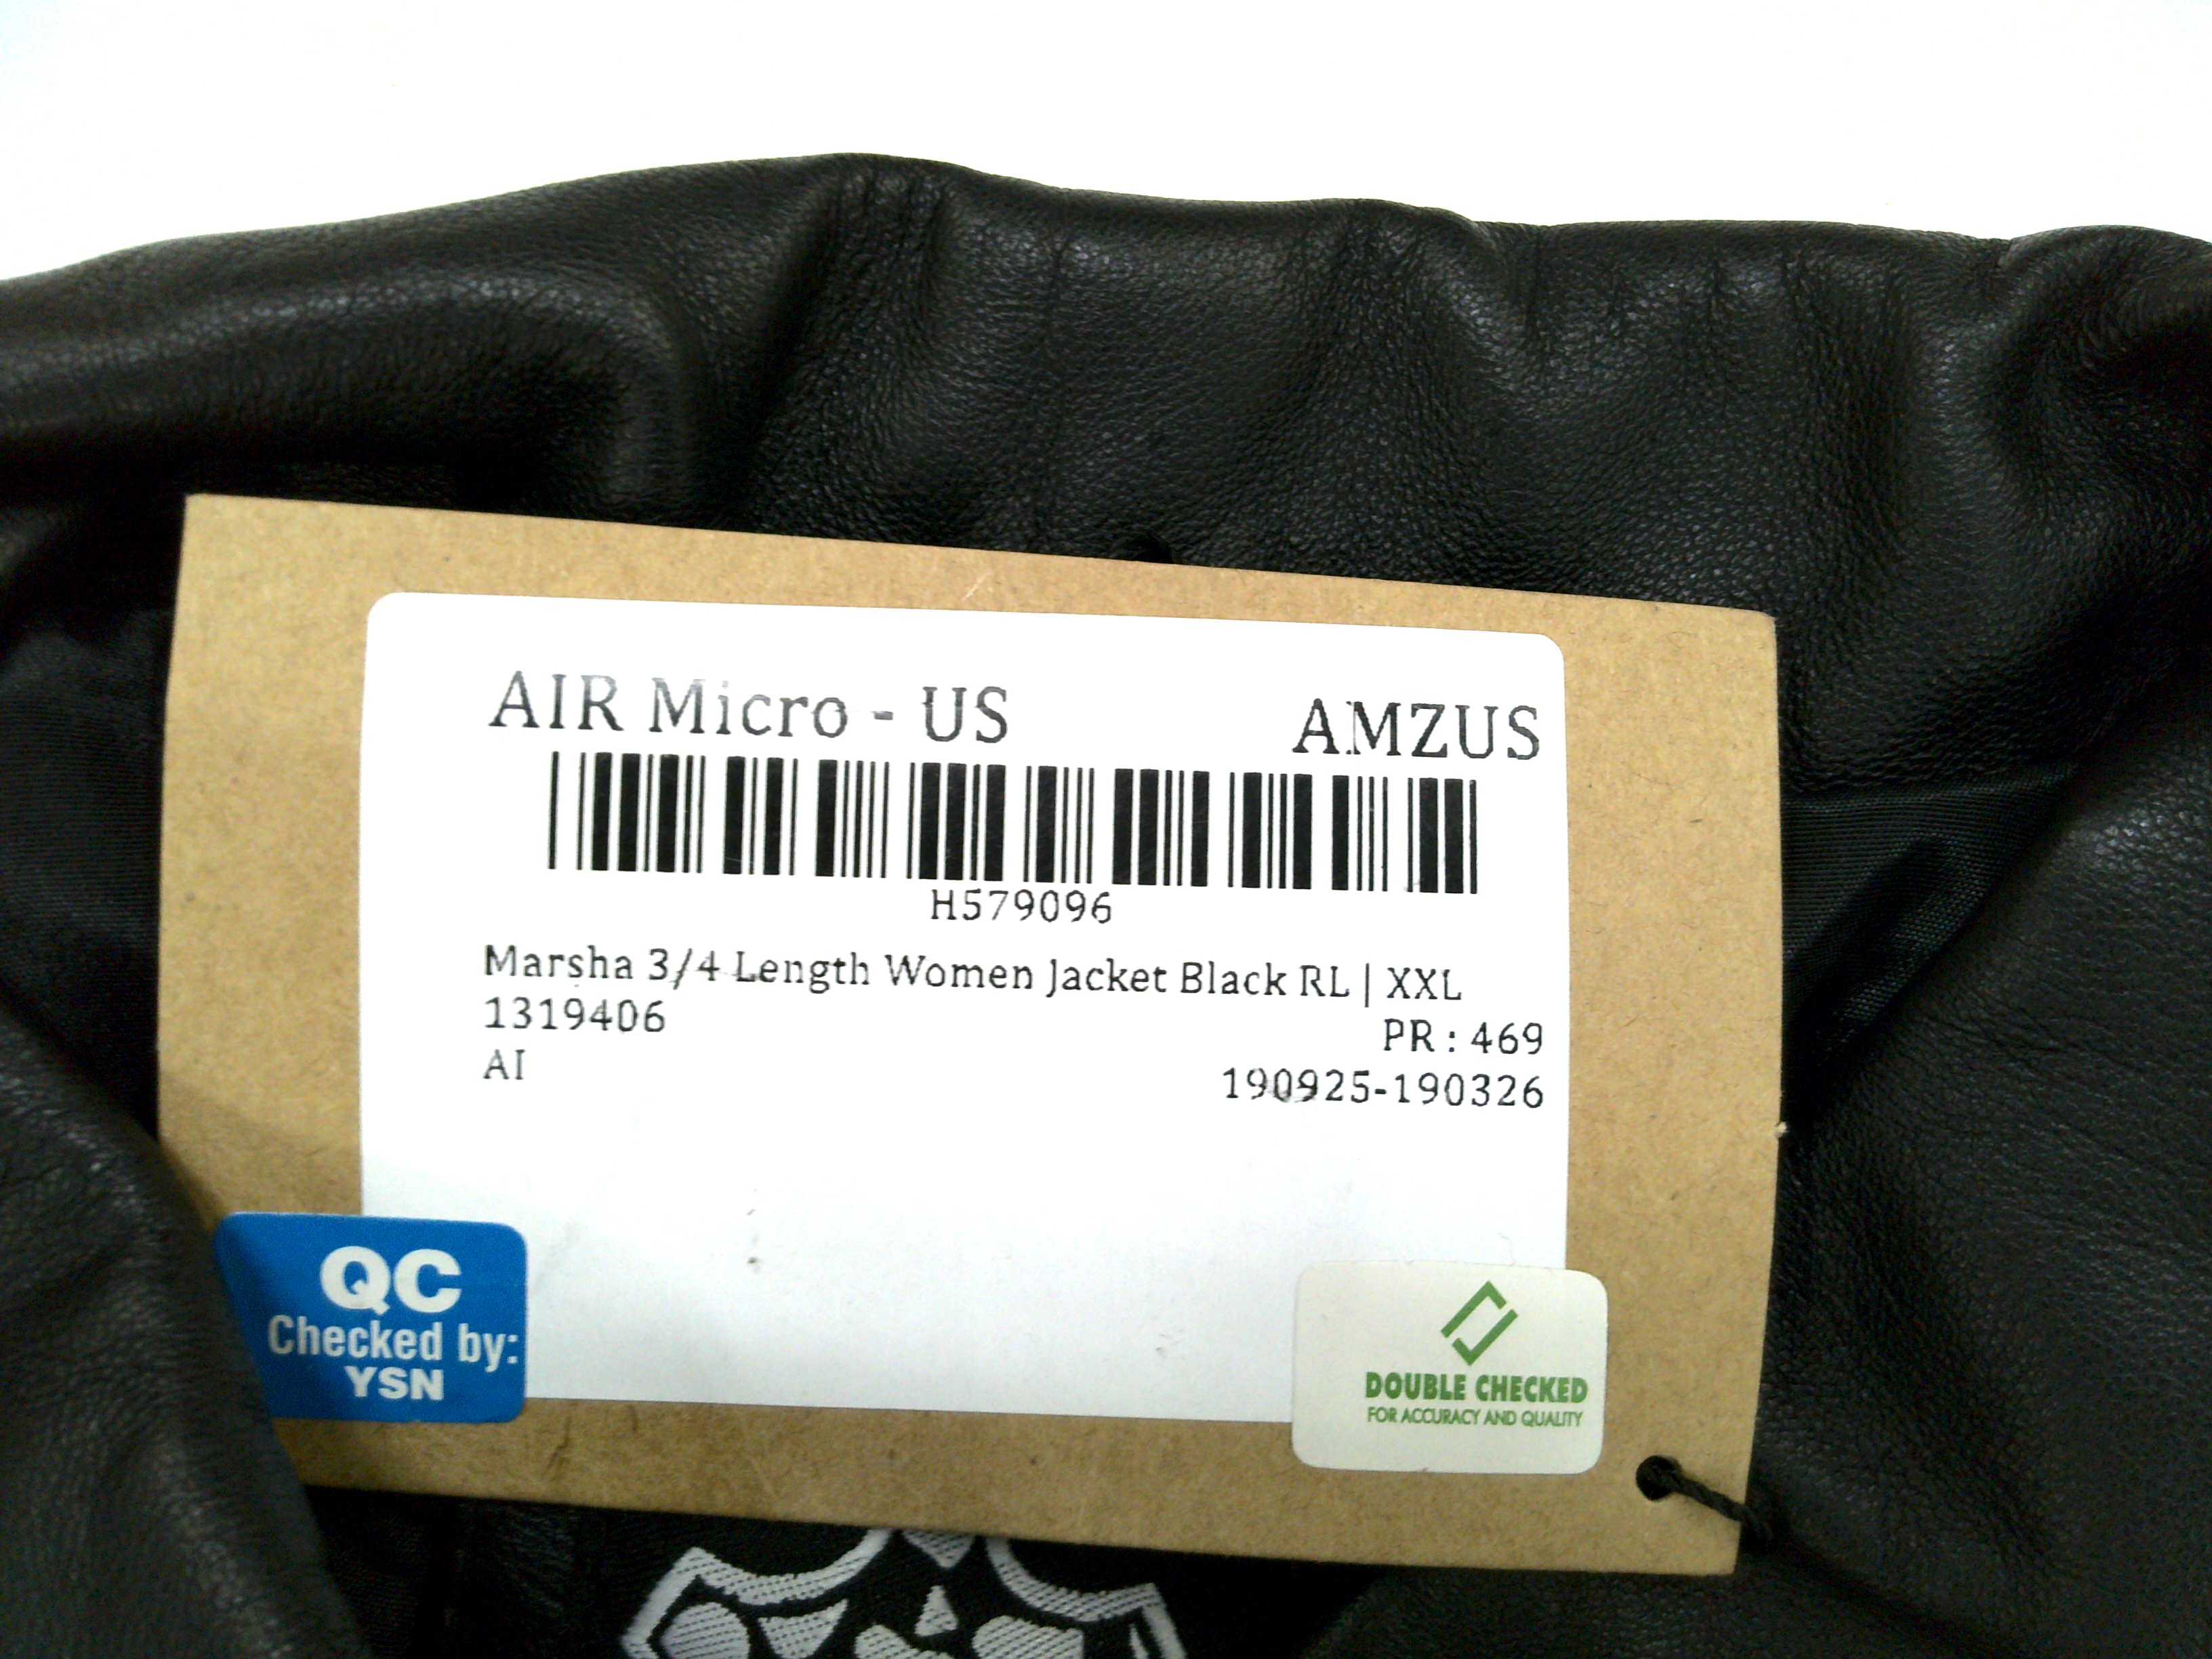 AIR Micro - US AMZUS
H579096
Marsha 3/4 Length Women Jacket Black RL | XXL
1319406 PR : 469
AI 190925-190326
QC
Checked by:
YSN
DOUBLE CHECKED
FOR ACCURACY AND QUALITY